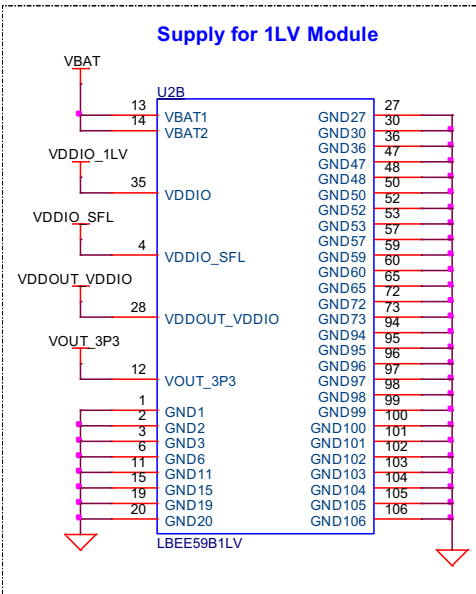 Supply for 1LV Module
VBAT
U2B
13 VBAT1 GND27 27
14 VBAT2 GND30 30
GND36 36
VDDIO_1LV GND47 47
GND48 48
35 VDDIO GND50 50
GND52 52
VDDIO_SFL GND53 53
GND57 57
4 VDDIO_SFL GND59 59
GND60 60
VDDOUT_VDDIO GND65 65
GND72 72
28 VDDOUT_VDDIO GND73 73
GND94 94
VOUT_3P3 GND95 95
GND96 96
12 VOUT_3P3 GND97 97
GND98 98
1 GND1 GND99 99
2 GND2 GND100 100
3 GND3 GND101 101
6 GND6 GND102 102
11 GND11 GND103 103
15 GND15 GND104 104
19 GND19 GND105 105
20 GND20 GND106 106
LBEE59B1LV